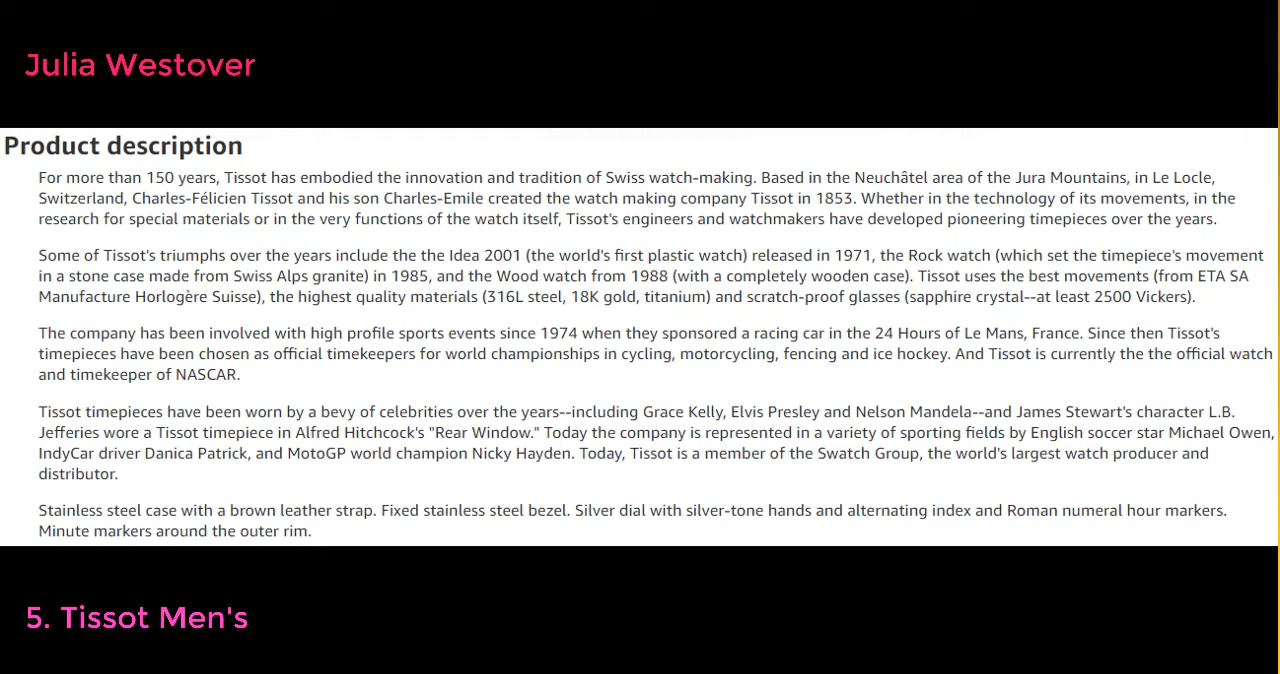 Julia Westover
Product description
For more than 150 years, Tissot has embodied the innovation and tradition of Swiss watch-making. Based in the Neuchâtel area of the Jura Mountains, in Le Locle,
Switzerland, Charles-Félicien Tissot and his son Charles-Emile created the watch making company Tissot in 1853. Whether in the technology of its movements, in the
research for special materials or in the very functions of the watch itself, Tissot's engineers and watchmakers have developed pioneering timepieces over the years.
Some of Tissot's triumphs over the years include the the Idea 2001 (the world's first plastic watch) released in 1971, the Rock watch (which set the timepiece's movement
in a stone case made from Swiss Alps granite) in 1985, and the Wood watch from 1988 (with a completely wooden case). Tissot uses the best movements (from ETA SA
Manufacture Horlogère Suisse), the highest quality materials (316L steel, 18K gold, titanium) and scratch-proof glasses (sapphire crystal--at least 2500 Vickers).
The company has been involved with high profile sports events since 1974 when they sponsored a racing car in the 24 Hours of Le Mans, France. Since then Tissot's
timepieces have been chosen as official timekeepers for world championships in cycling, motorcycling, fencing and ice hockey. And Tissot is currently the the official watch
and timekeeper of NASCAR.
Tissot timepieces have been worn by a bevy of celebrities over the years--including Grace Kelly, Elvis Presley and Nelson Mandela--and James Stewart's character L.B.
Jefferies wore a Tissot timepiece in Alfred Hitchcock's "Rear Window." Today the company is represented in a variety of sporting fields by English soccer star Michael Owen,
IndyCar driver Danica Patrick, and MotoGP world champion Nicky Hayden. Today, Tissot is a member of the Swatch Group, the world's largest watch producer and
distributor.
Stainless steel case with a brown leather strap. Fixed stainless steel bezel. Silver dial with silver-tone hands and alternating index and Roman numeral hour markers.
Minute markers around the outer rim.
5. Tissot Men's